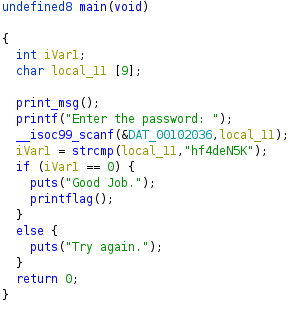 undefined8 main(void)
{
int iVar1;
char local_11 [9];
print_msg();
printf("Enter the password: ");
__isoc99_scanf(&DAT_00102036,local_11);
iVar1 = strcmp(local_11,"hf4deN5K");
if (iVar1 == 0) {
puts("Good Job.");
printflag();
}
else {
puts("Try again.");
}
return 0;
}